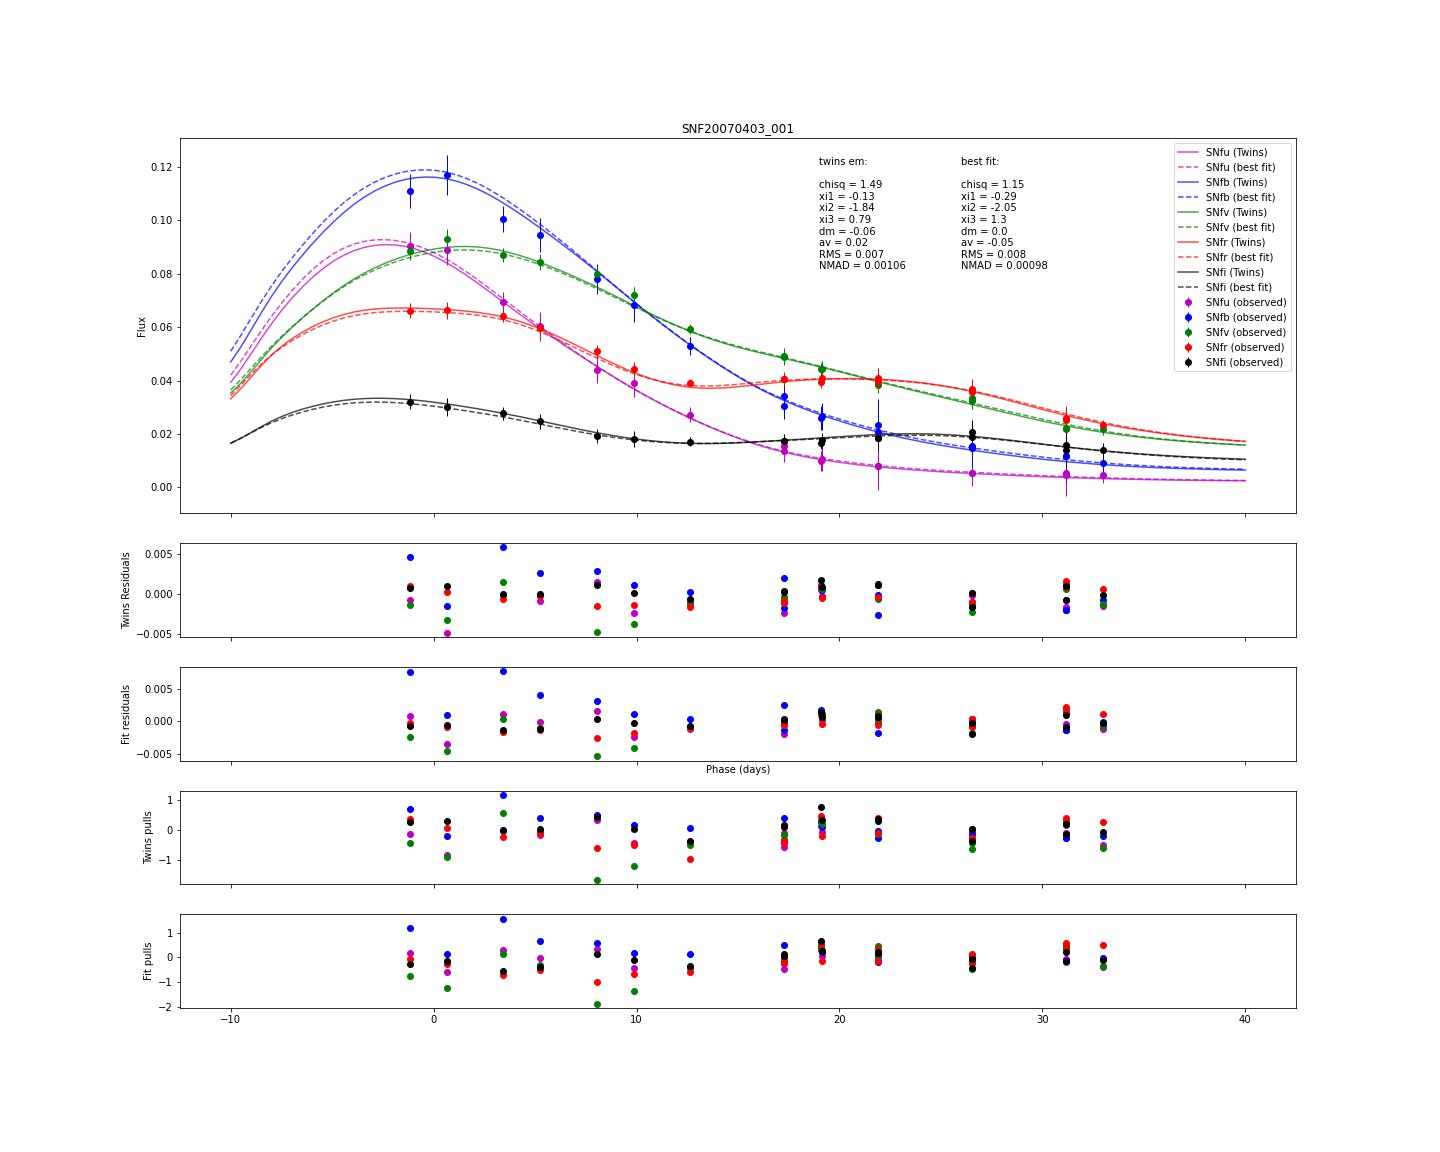 SNF20070403_001
Flux
0.12
0.10
0.08
0.06
0.04
0.02
0.00
twins em:
chisq = 1.49
xi1 = -0.13
xi2 = -1.84
xi3 = 0.79
dm = -0.06
av = 0.02
RMS = 0.007
NMAD = 0.00106
best fit:
chisq = 1.15
xi1 = -0.29
xi2 = -2.05
xi3 = 1.3
dm = 0.0
av = -0.05
RMS = 0.008
NMAD = 0.00098
SNfu (Twins)
SNfu (best fit)
SNfb (Twins)
SNfb (best fit)
SNfv (Twins)
SNfv (best fit)
SNfr (Twins)
SNfr (best fit)
SNfi (Twins)
SNfi (best fit)
SNfu (observed)
SNfb (observed)
SNfv (observed)
SNfr (observed)
SNfi (observed)
Twins Residuals
0.005
0.000
−0.005
Fit residuals
0.005
0.000
−0.005
Phase (days)
Twins pulls
1
0
−1
Fit pulls
1
0
−1
−2
−10 0 10 20 30 40